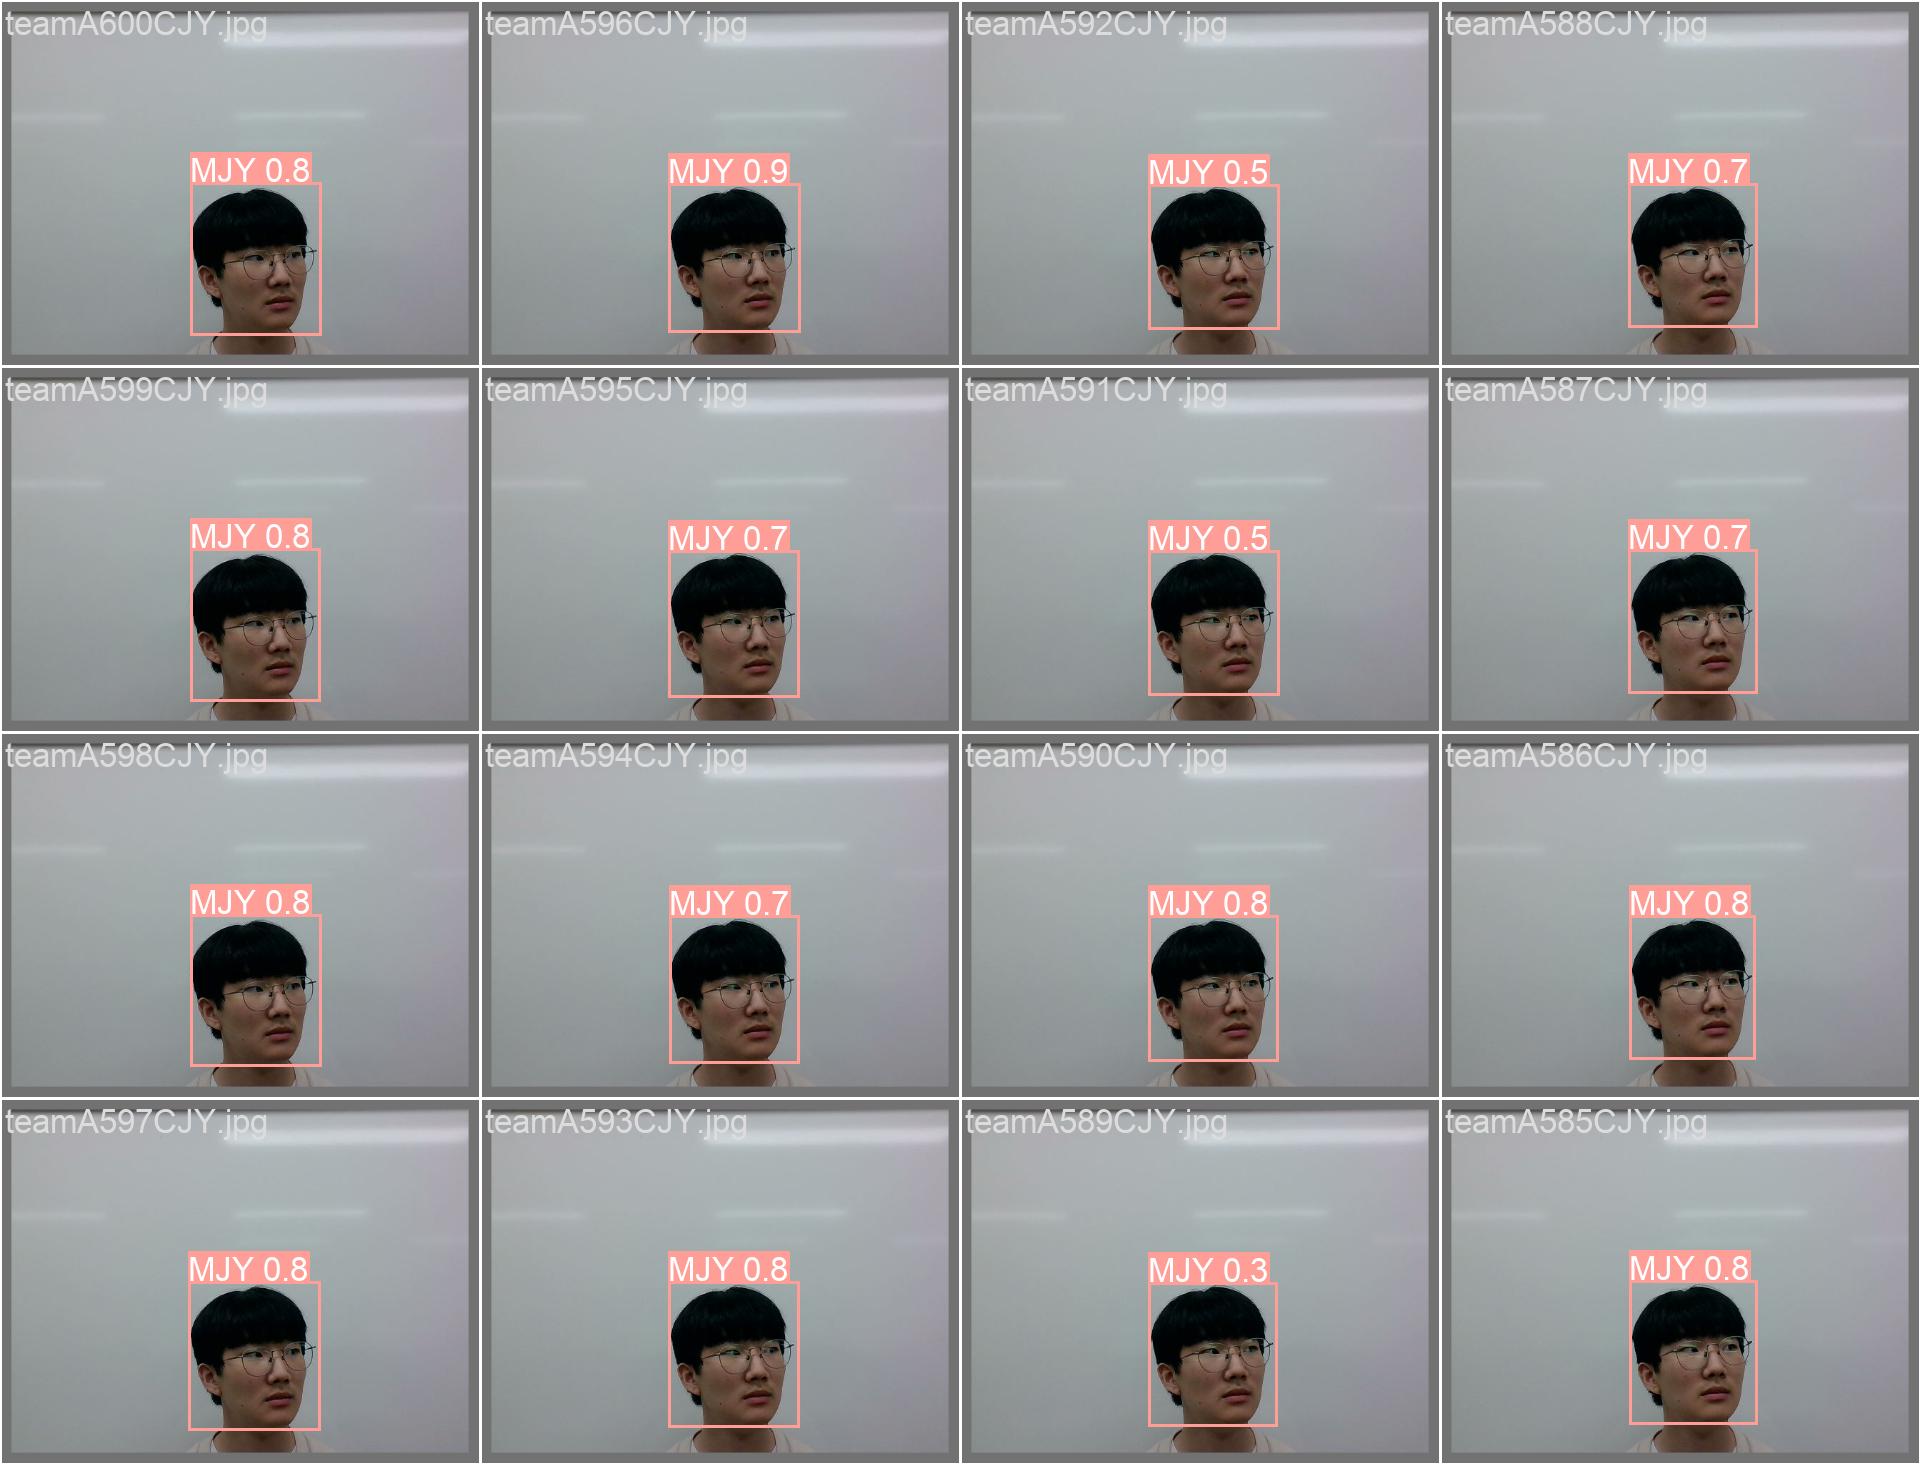 teamA600CJY.jpg
MJY 0.8
teamA596CJY.jpg
MJY 0.9
teamA592CJY.jpg
MJY 0.5
teamA588CJY.jpg
MJY 0.7
teamA599CJY.jpg
MJY 0.8
teamA595CJY.jpg
MJY 0.7
teamA591CJY.jpg
MJY 0.5
teamA587CJY.jpg
MJY 0.7
teamA598CJY.jpg
MJY 0.8
teamA594CJY.jpg
MJY 0.7
teamA590CJY.jpg
MJY 0.8
teamA586CJY.jpg
MJY 0.8
teamA597CJY.jpg
MJY 0.8
teamA593CJY.jpg
MJY 0.8
teamA589CJY.jpg
MJY 0.3
teamA585CJY.jpg
MJY 0.8